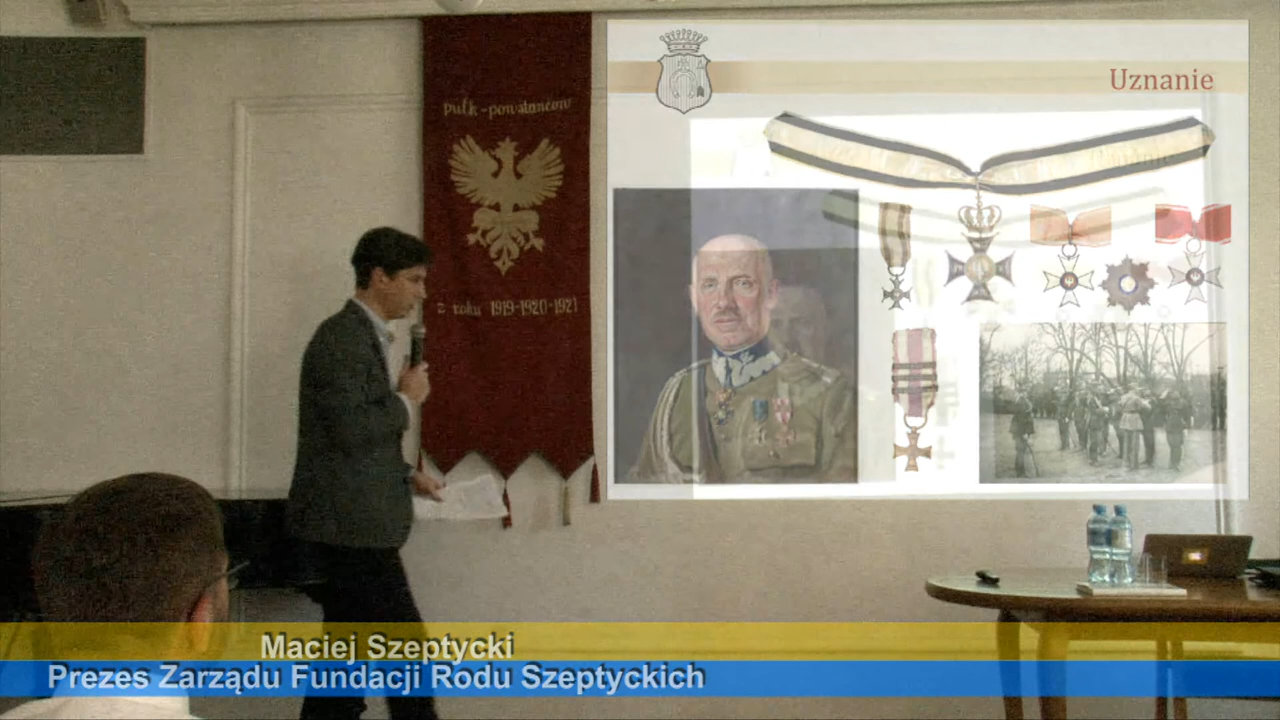 pułk-powstańców
z roku 1919-1920-1921
Uznanie
Maciej Szeptycki
Prezes Zarządu Fundacji Rodu Szeptyckich